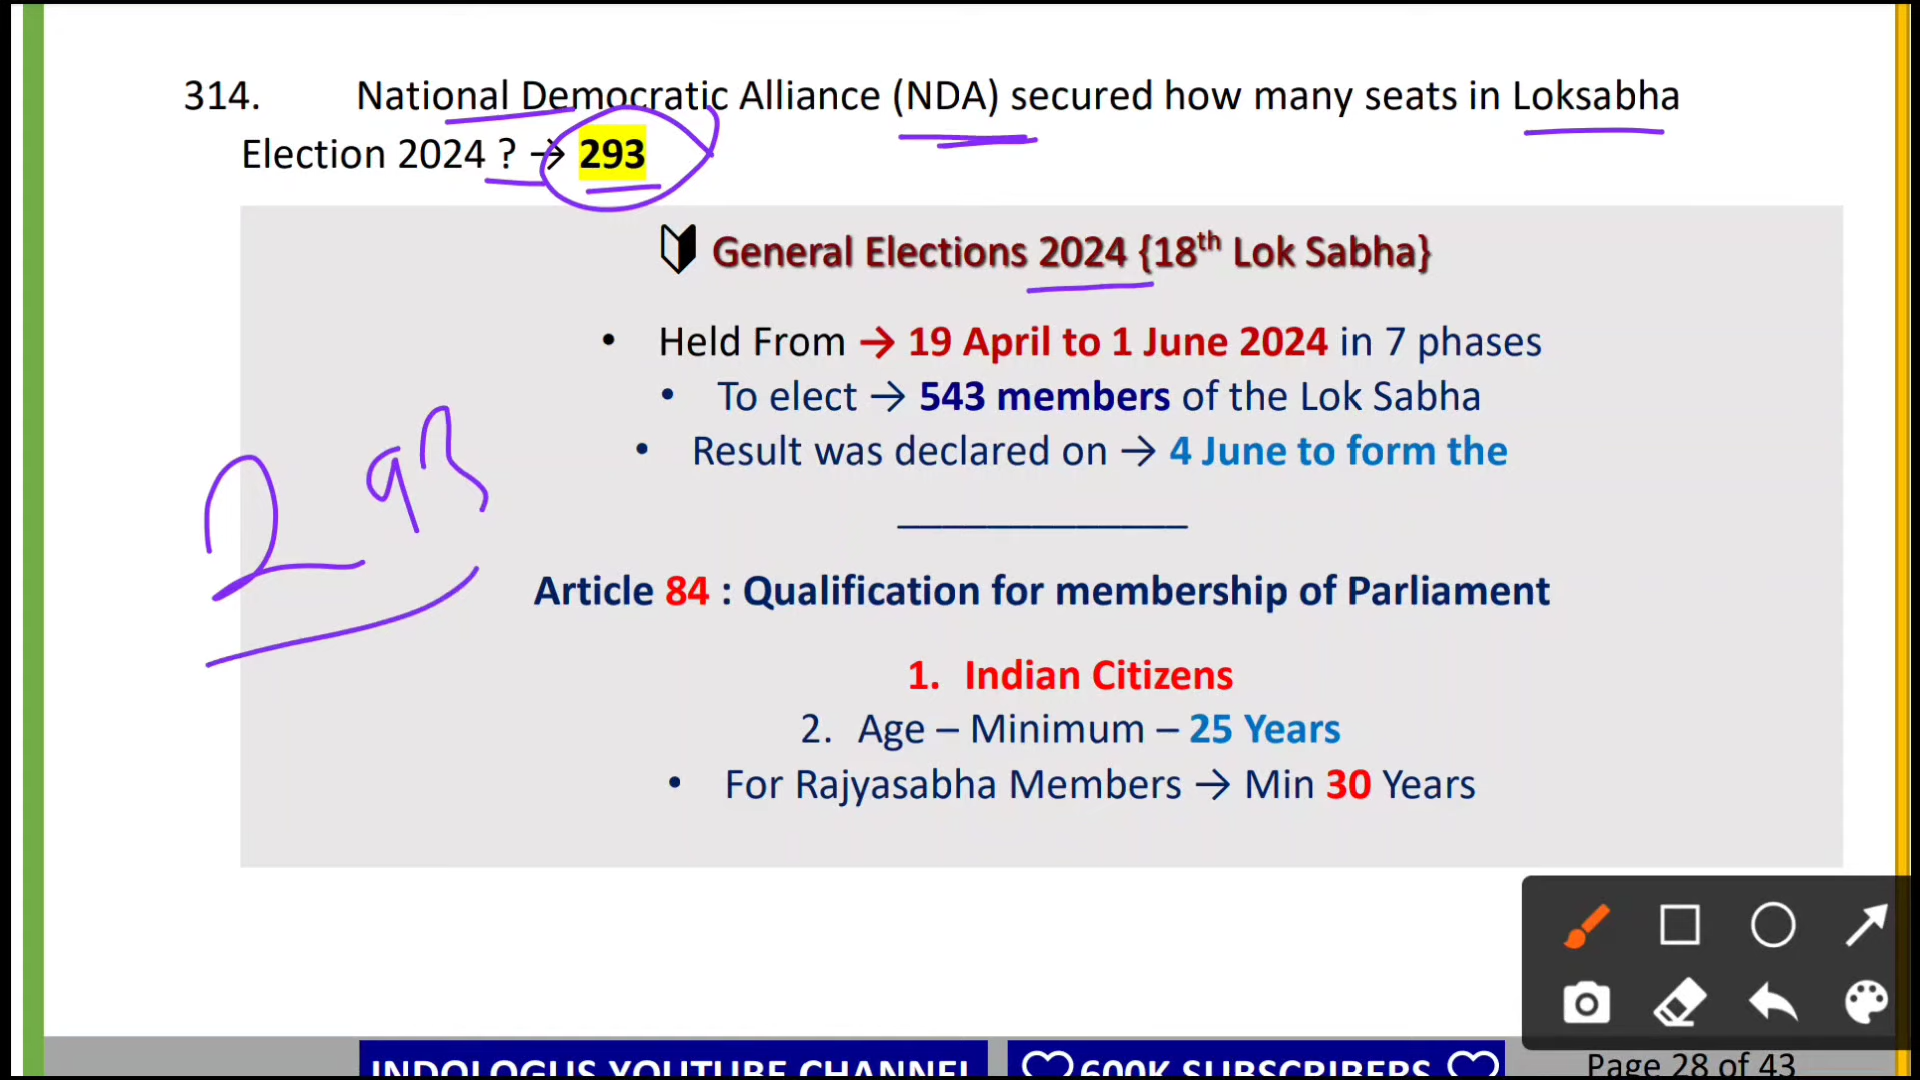 314. National Democratic Alliance (NDA) secured how many seats in Loksabha
Election 2024 ? → 293
General Elections 2024 {18th Lok Sabha}
• Held From → 19 April to 1 June 2024 in 7 phases
• To elect → 543 members of the Lok Sabha
• Result was declared on → 4 June to form the
293
Article 84 : Qualification for membership of Parliament
1. Indian Citizens
2. Age – Minimum – 25 Years
• For Rajyasabha Members → Min 30 Years
INDOLOGUS YOUTUBE CHANNEL
600K SUBSCRIBERS
Page 28 of 43